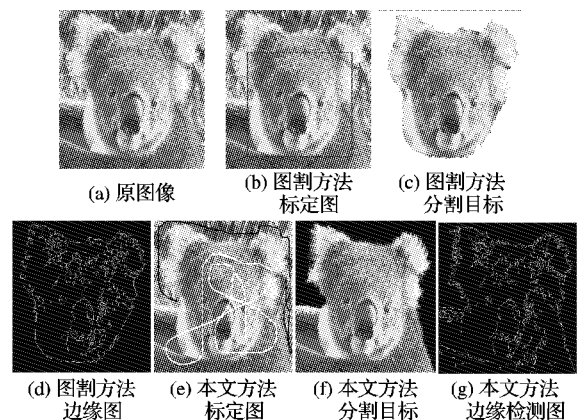 (a) 原图像
(b) 图割方法
标定图
(c) 图割方法
分割目标
(d) 图割方法
边缘图
(e) 本文方法
标定图
(f) 本文方法
分割目标
(g) 本文方法
边缘检测图